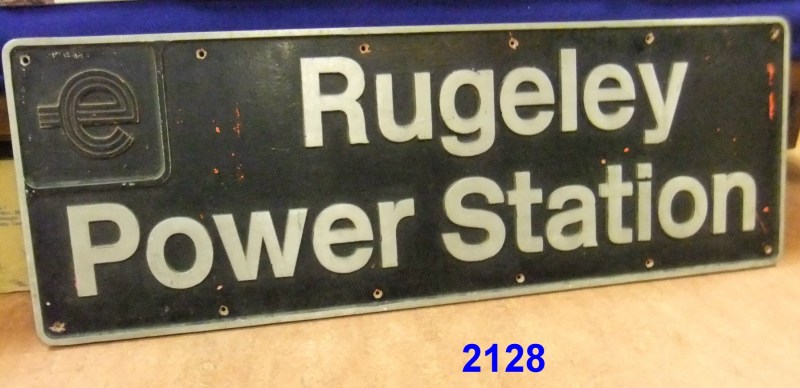 e
Rugeley
Power Station
2128